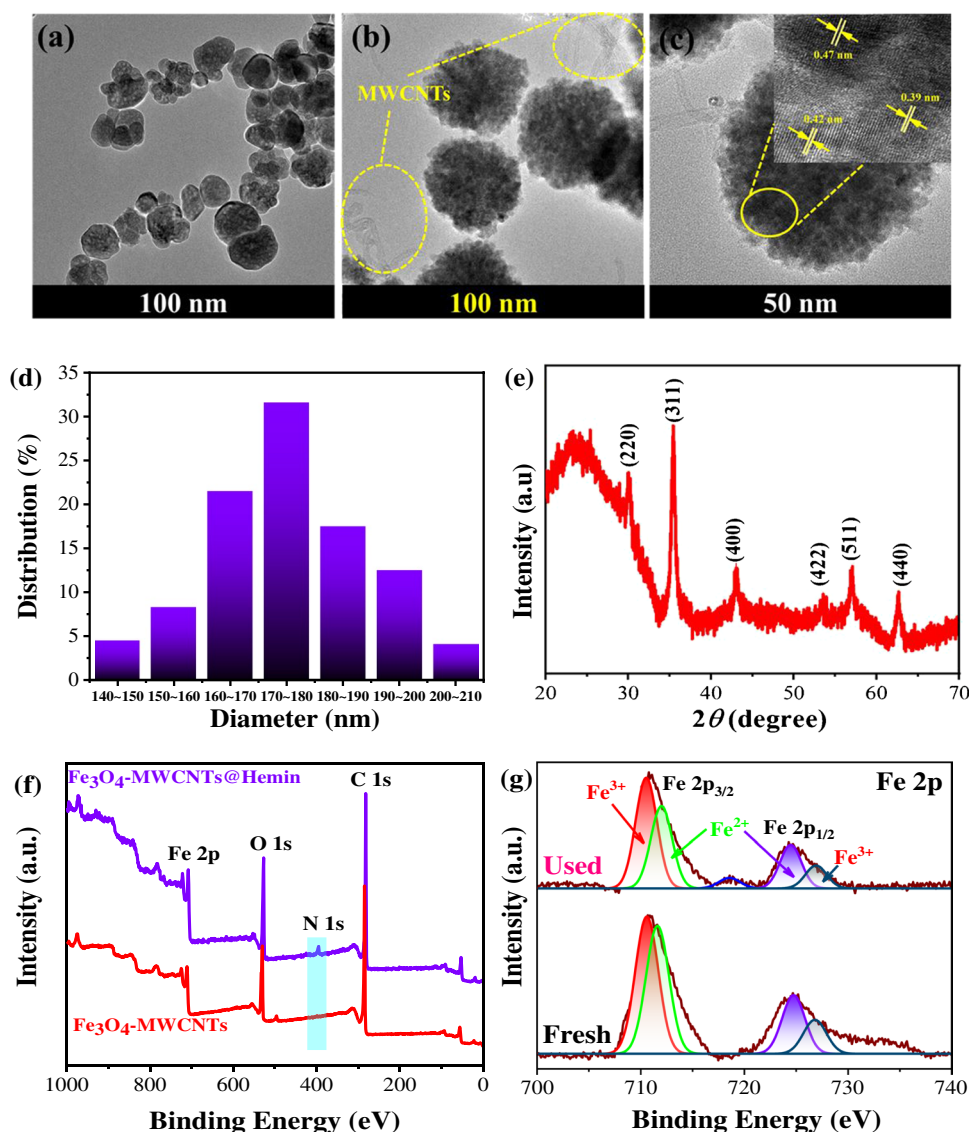 (a)
100 nm
(b)
MWCNTs
100 nm
(c)
0.47 nm
0.39 nm
0.42 nm
50 nm
(d)
Distribution (%)
35
30
25
20
15
10
5
0
140~150 150~160 160~170 170~180 180~190 190~200 200~210
Diameter (nm)
(e)
Intensity (a.u)
(220)
(311)
(400)
(422)
(511)
(440)
20 30 40 50 60 70
2θ (degree)
(f)
Intensity (a.u.)
Fe₃O₄-MWCNTs@Hemin
C 1s
Fe 2p
O 1s
N 1s
Fe₃O₄-MWCNTs
1000 800 600 400 200 0
Binding Energy (eV)
(g)
Intensity (a.u.)
Fe 2p
Fe³⁺
Fe 2p₃/₂
Fe²⁺
Fe 2p₁/₂
Fe³⁺
Used
Fresh
700 710 720 730 740
Binding Energy (eV)